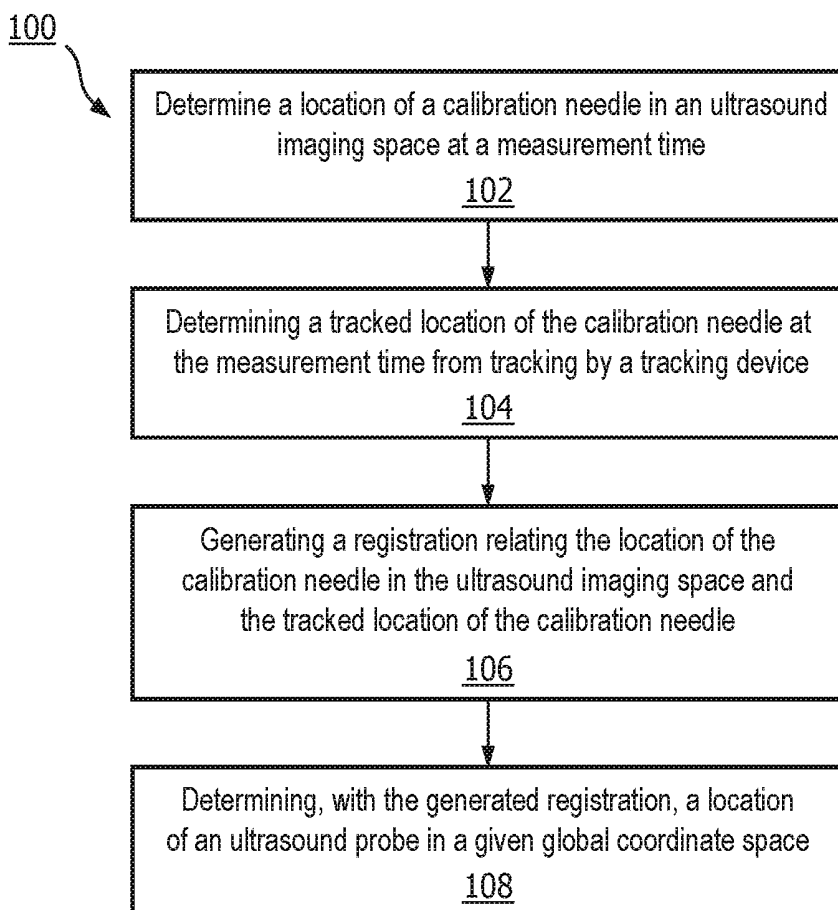 100
Determine a location of a calibration needle in an ultrasound
imaging space at a measurement time
102
Determining a tracked location of the calibration needle at
the measurement time from tracking by a tracking device
104
Generating a registration relating the location of the
calibration needle in the ultrasound imaging space and
the tracked location of the calibration needle
106
Determining, with the generated registration, a location
of an ultrasound probe in a given global coordinate space
108